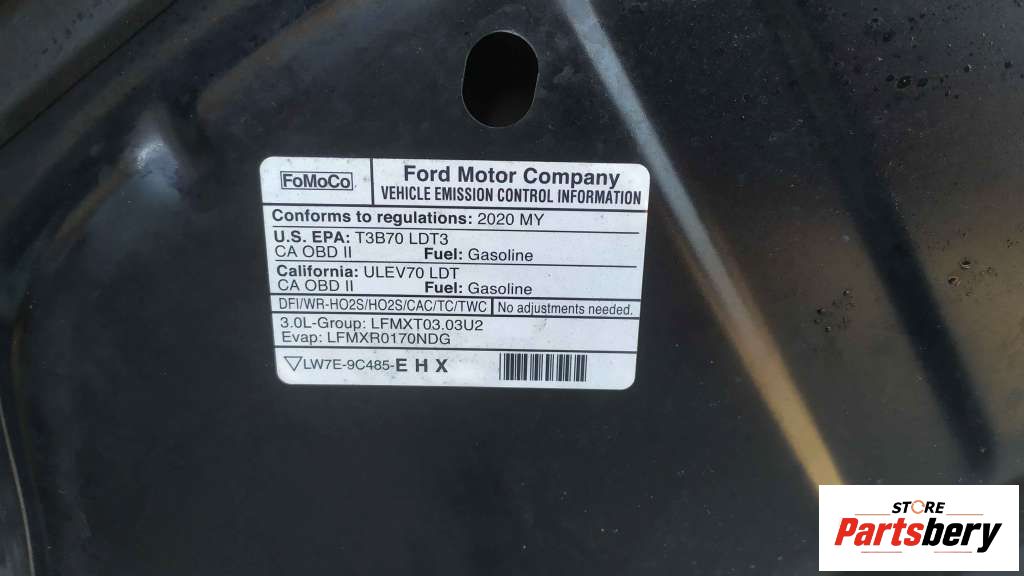 FoMoCo
Ford Motor Company
VEHICLE EMISSION CONTROL INFORMATION
Conforms to regulations: 2020 MY
U.S. EPA: T3B70 LDT3
CA OBD II Fuel: Gasoline
California: ULEV70 LDT
CA OBD II Fuel: Gasoline
DFI/WR-HO2S/HO2S/CAC/TC/TWC No adjustments needed.
3.0L-Group: LFMXT03.03U2
Evap: LFMXR0170NDG
LW7E-9C485-E H X
STORE
Partsbery